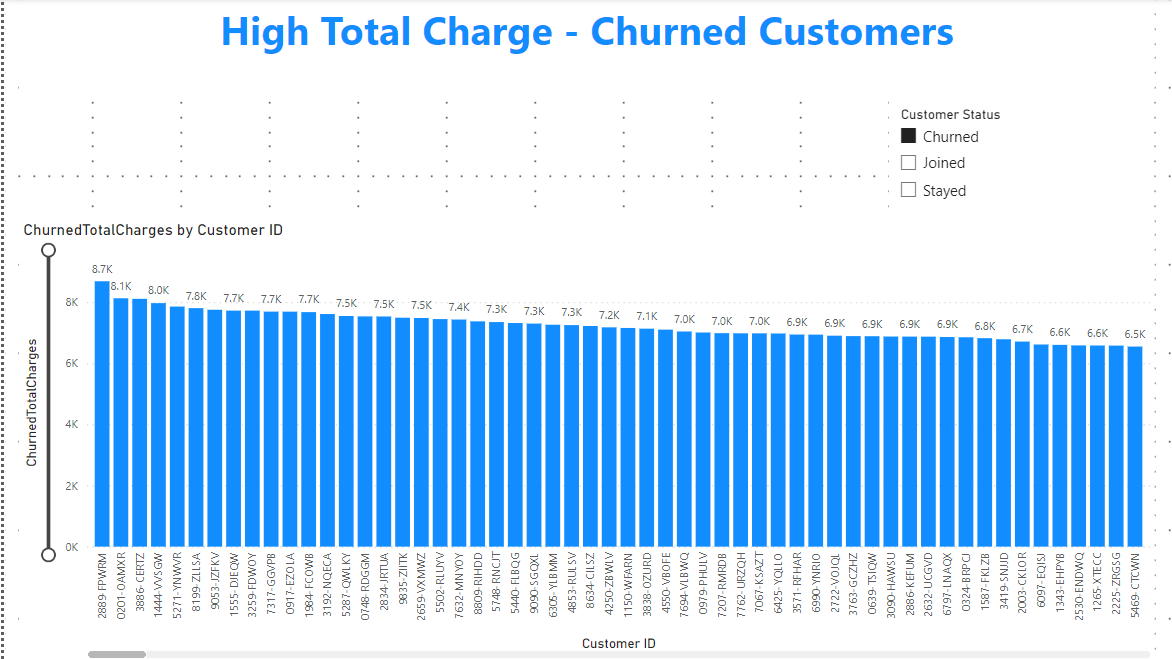 High Total Charge - Churned Customers
Customer Status
Churned
Joined
Stayed
ChurnedTotalCharges by Customer ID
ChurnedTotalCharges
8K
6K
4K
2K
0K
8.7K
8.1K
8.0K
7.8K
7.7K
7.7K
7.7K
7.5K
7.5K
7.5K
7.4K
7.3K
7.3K
7.3K
7.2K
7.1K
7.0K
7.0K
7.0K
6.9K
6.9K
6.9K
6.9K
6.9K
6.8K
6.7K
6.6K
6.6K
6.5K
2889-FPWRM
0201-OAMXR
3886-CERTZ
1444-VVSGW
5271-YNWVR
8199-ZLLSA
9053-JZFKV
1555-DJEQW
3259-FDWOY
7317-GGVPB
0917-EZOLA
1984-FCOWB
3192-NQECA
5287-QWLKY
0748-RDGGM
2834-JRTUA
9835-ZIITK
2659-VXMWZ
5502-RLUYV
7632-MNYOY
8809-RIHDD
5748-RNCJT
5440-FLBQG
9090-SGQXL
6305-YLBMM
4853-RULSV
8634-CILSZ
4250-ZBWLV
1150-WFARN
3838-OZURD
4550-VBOFE
7694-VLBWQ
0979-PHULV
7207-RMRDB
7762-URZQH
7067-KSAZT
6425-YQLLO
3571-RFHAR
6990-YNRIO
2722-VOJQL
3763-GCZHZ
0639-TSIQW
3090-HAWSU
2886-KEFUM
2632-UCGVD
6797-LNAQX
0324-BRPCJ
1587-FKLZB
3419-SNJJD
2003-CKLOR
6097-EQISJ
1343-EHPYB
2530-ENDWQ
1265-XTECC
2225-ZRGSG
5469-CTCWN
Customer ID